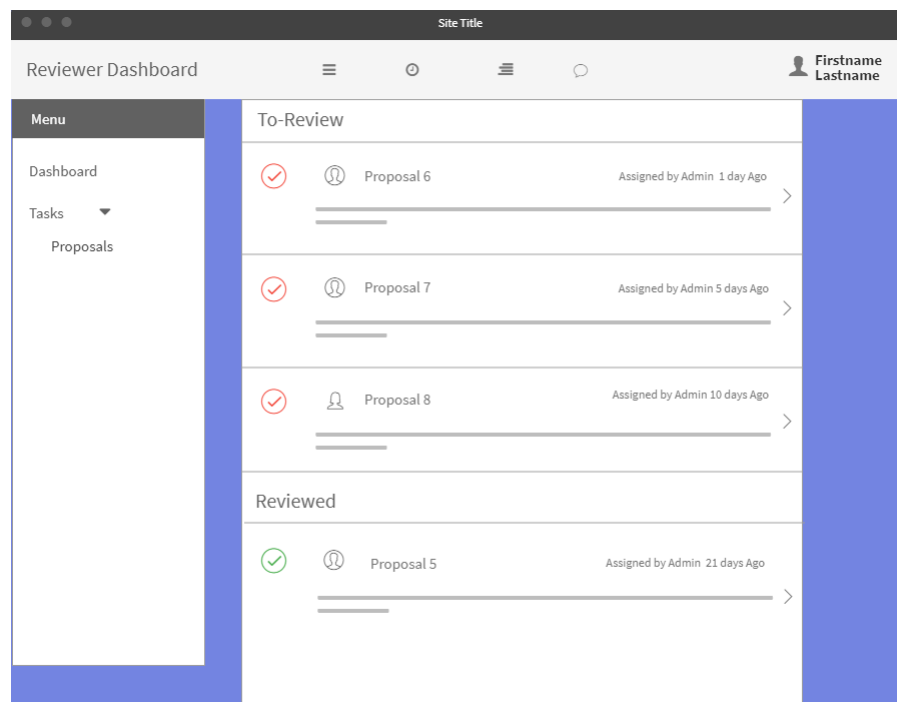 Site Title
Reviewer Dashboard
Firstname
Lastname
Menu
Dashboard
Tasks
Proposals
To-Review
Proposal 6
Assigned by Admin 1 day Ago
Proposal 7
Assigned by Admin 5 days Ago
Proposal 8
Assigned by Admin 10 days Ago
Reviewed
Proposal 5
Assigned by Admin 21 days Ago